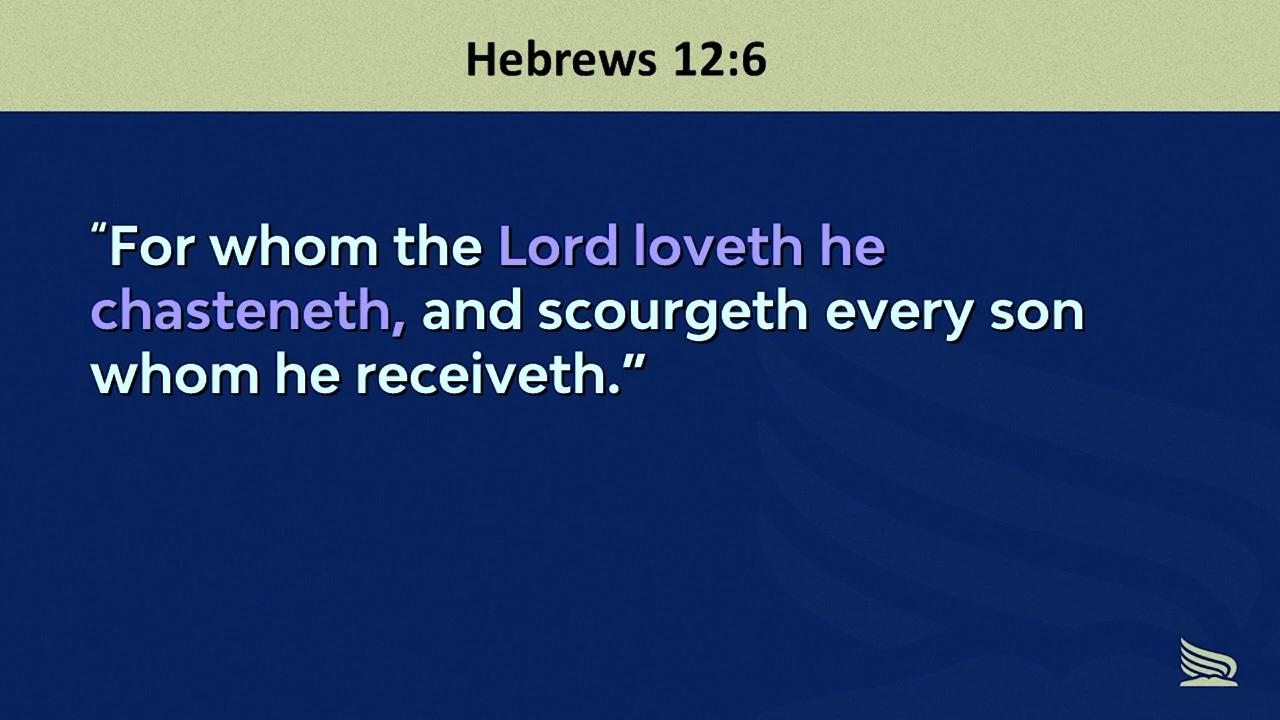 Hebrews 12:6
“For whom the Lord loveth he
chasteneth, and scourgeth every son
whom he receiveth.”